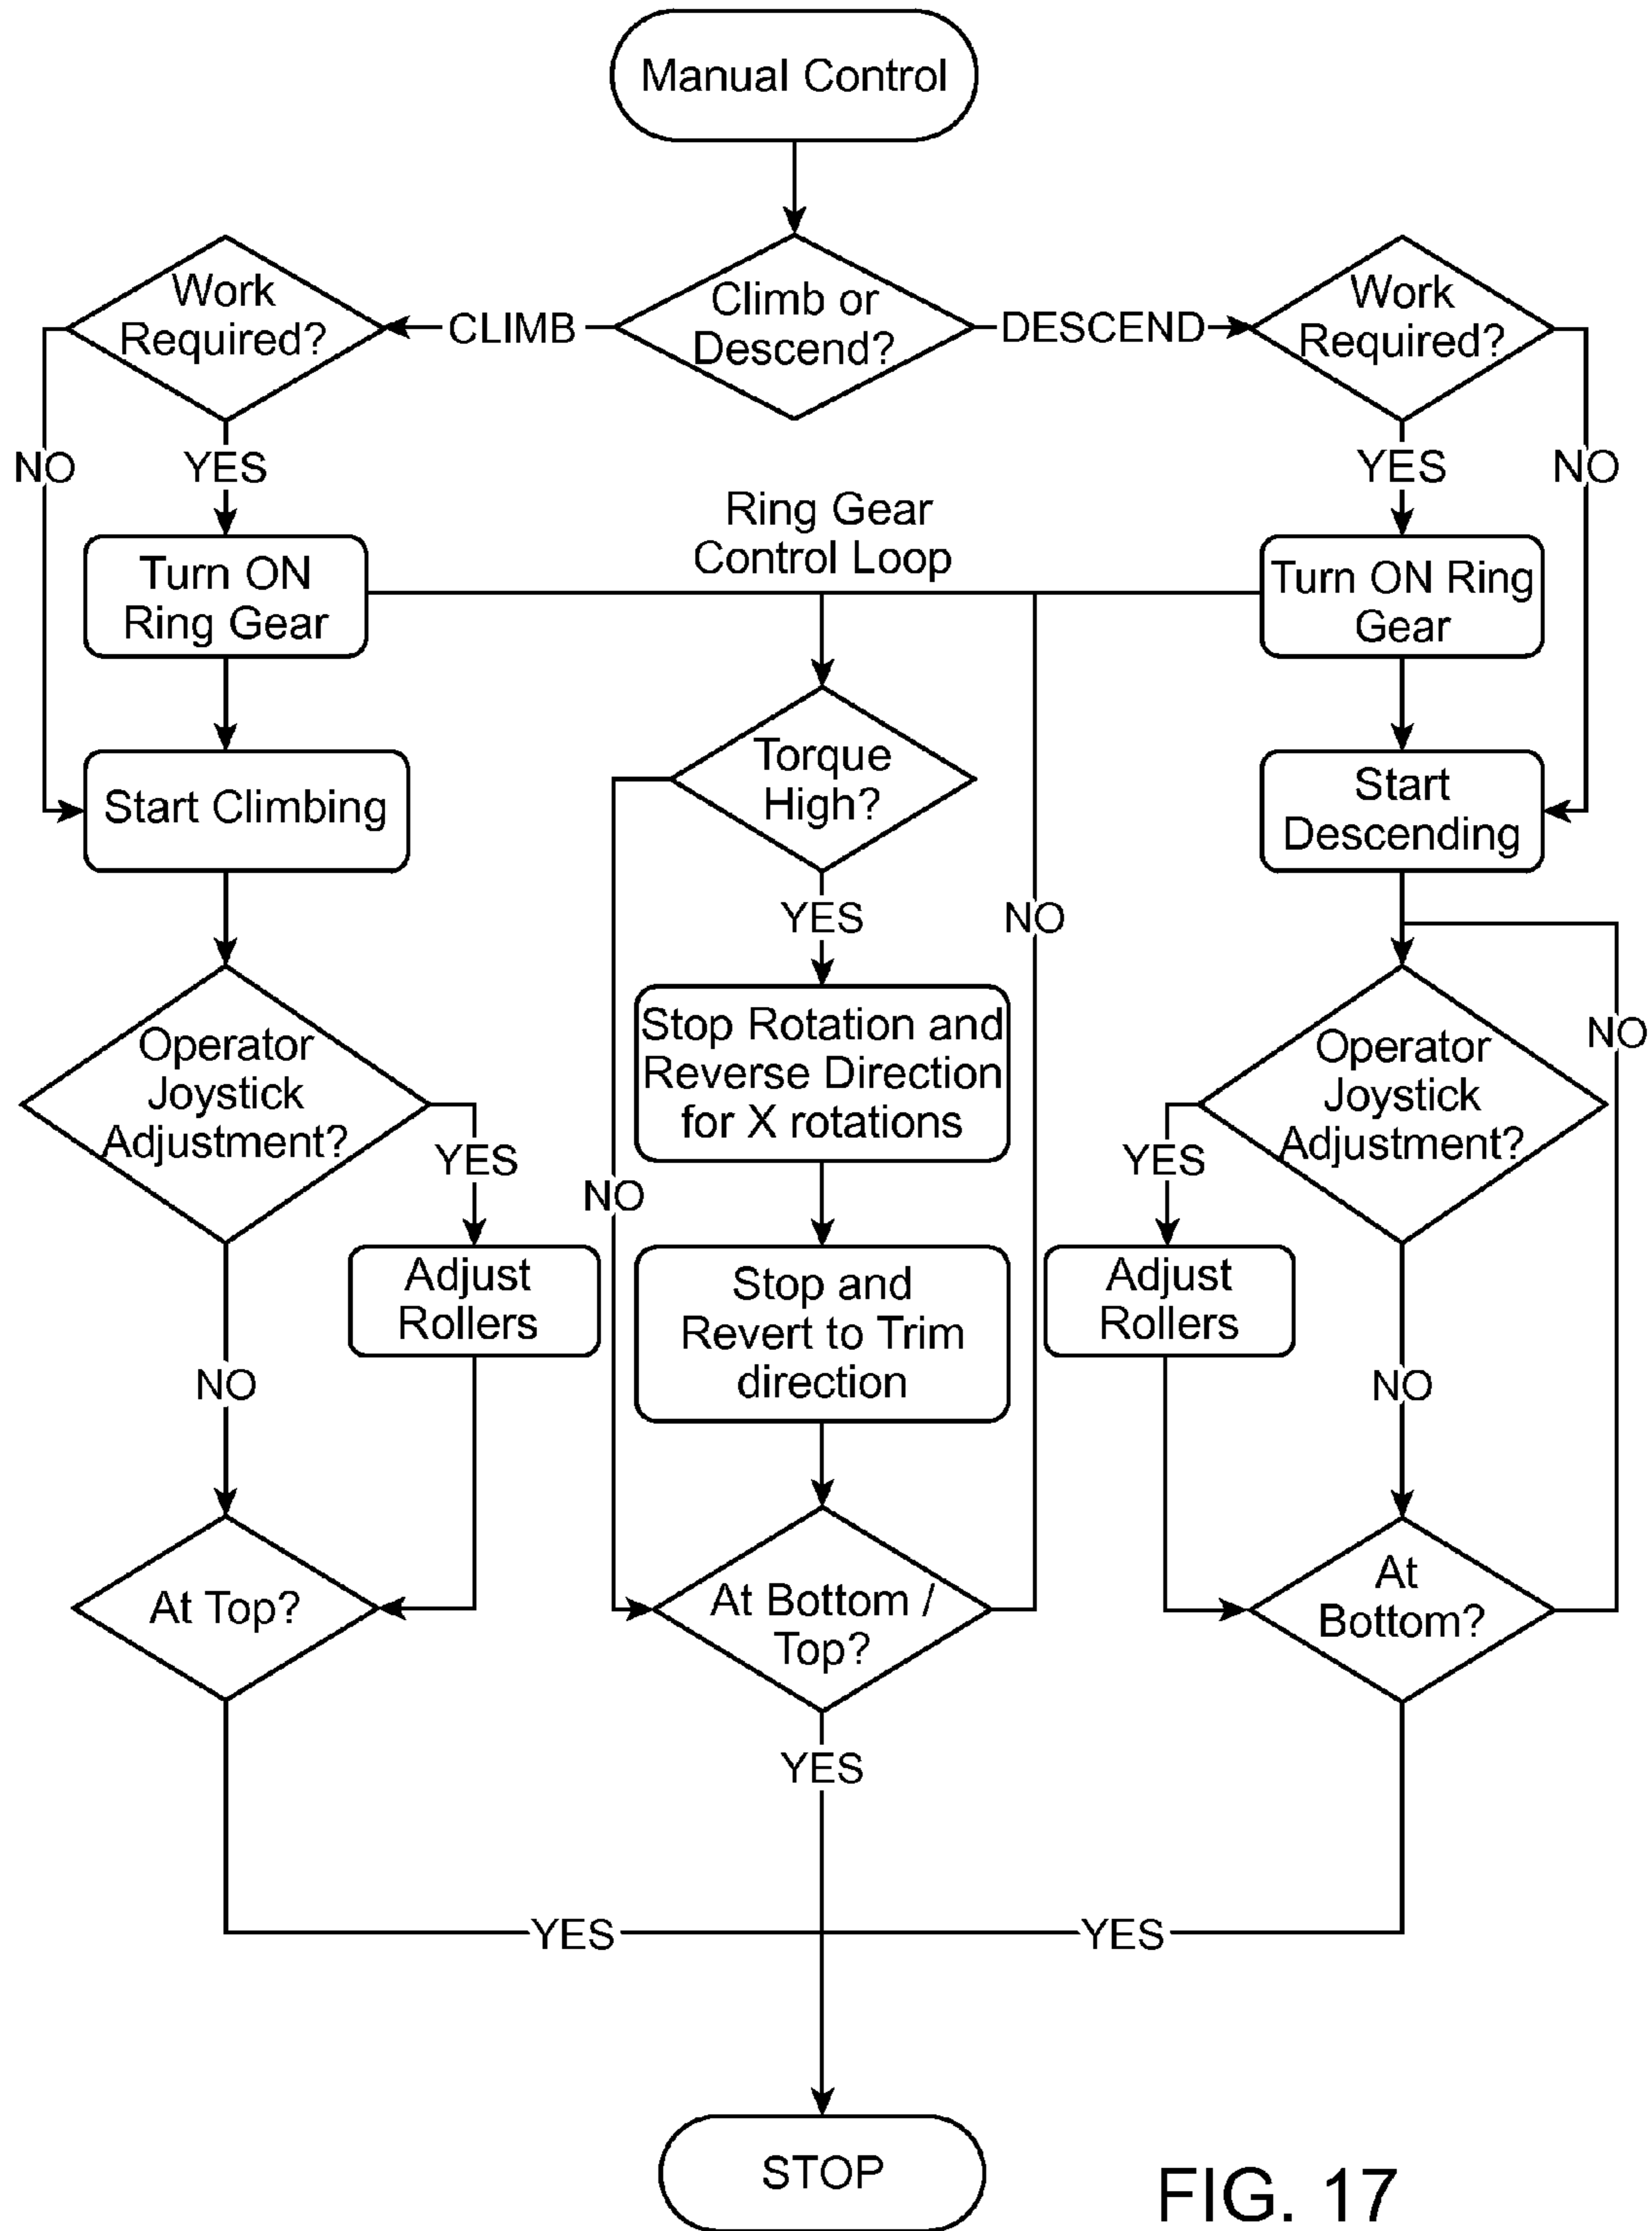 Manual Control
Climb or
Descend?
CLIMB
DESCEND
Work
Required?
NO
YES
Turn ON
Ring Gear
Start Climbing
Operator
Joystick
Adjustment?
YES
Adjust
Rollers
NO
At Top?
YES
Ring Gear
Control Loop
Torque
High?
YES
NO
NO
Stop Rotation and
Reverse Direction
for X rotations
Stop and
Revert to Trim
direction
At Bottom /
Top?
YES
Work
Required?
YES
NO
Turn ON Ring
Gear
Start
Descending
Operator
Joystick
Adjustment?
YES
Adjust
Rollers
NO
NO
At
Bottom?
YES
STOP
FIG. 17